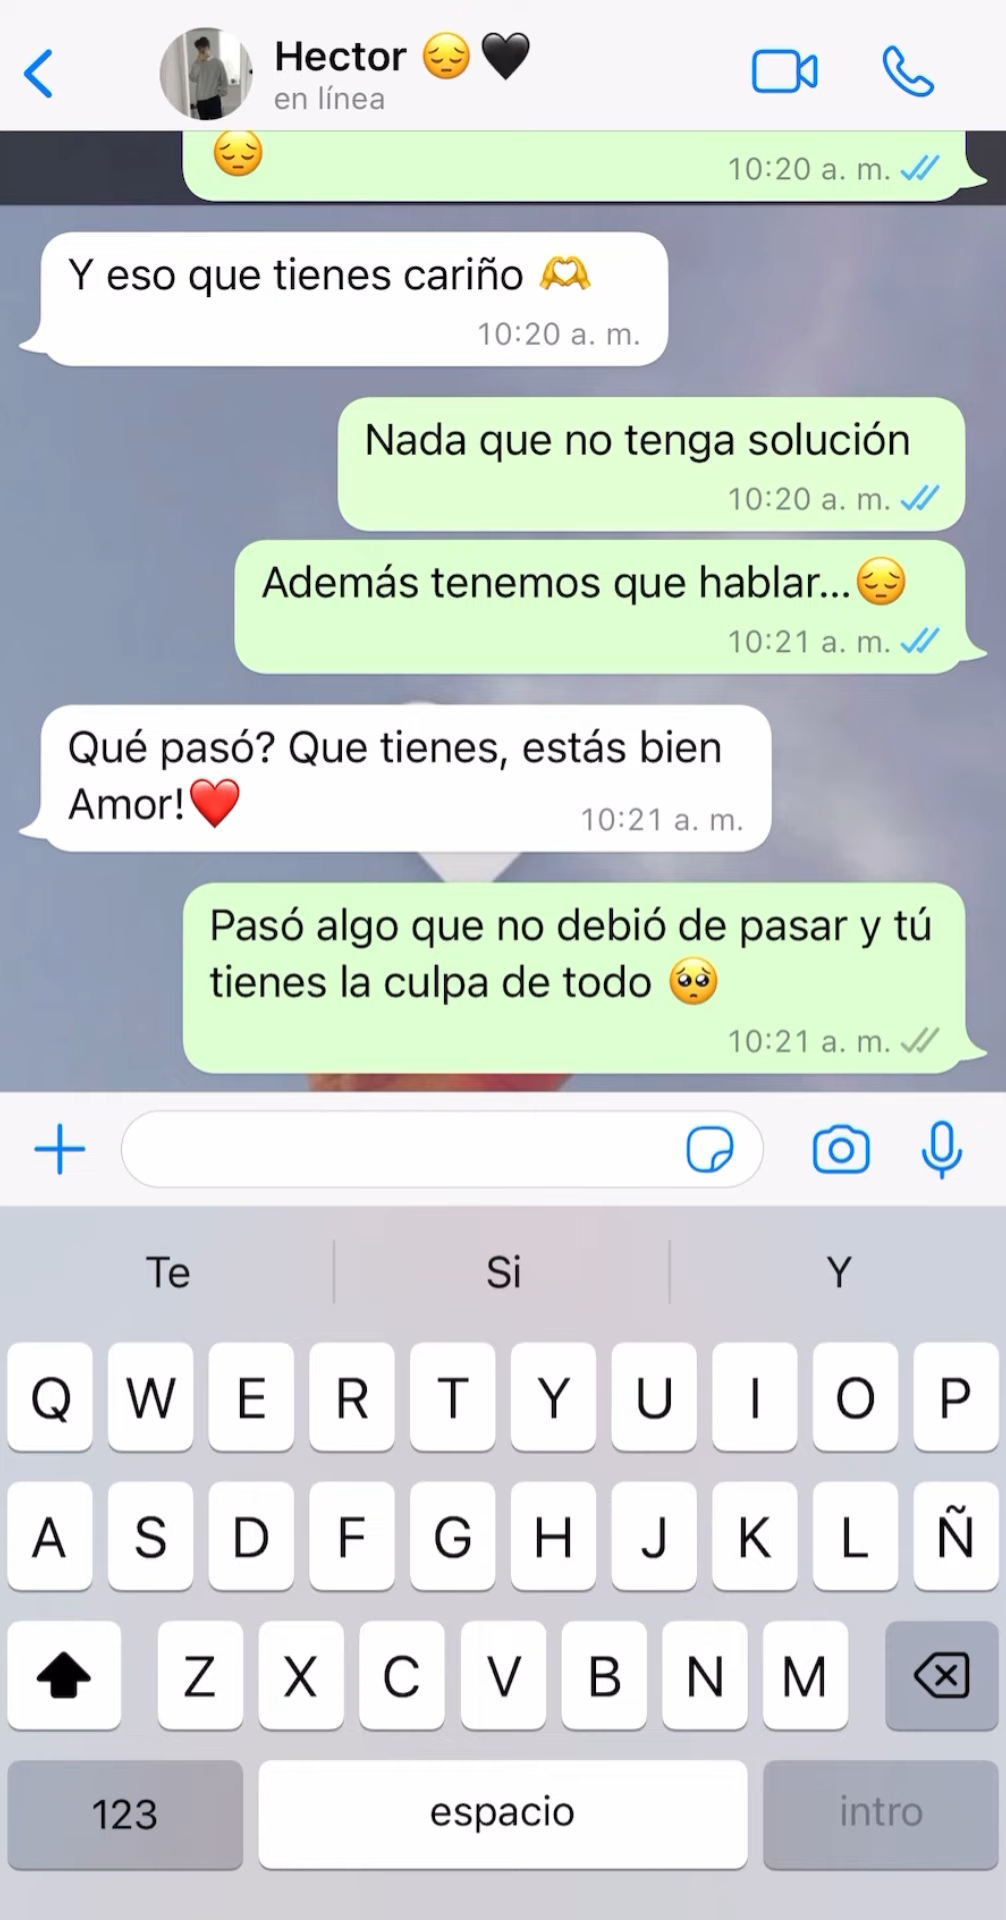 Hector 😔🖤
en línea
😔
10:20 a. m.
Y eso que tienes cariño 🫶
10:20 a. m.
Nada que no tenga solución
10:20 a. m.
Además tenemos que hablar...😔
10:21 a. m.
Qué pasó? Que tienes, estás bien
Amor!❤️
10:21 a. m.
Pasó algo que no debió de pasar y tú
tienes la culpa de todo 🥺
10:21 a. m.
Te Si Y
Q W E R T Y U I O P
A S D F G H J K L Ñ
Z X C V B N M
123 espacio intro